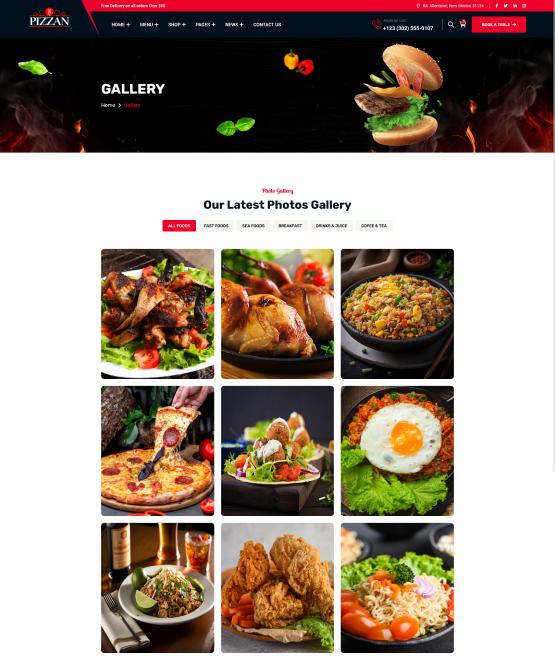 Free Delivery on all orders Over $50
Rd. Allentown, New Mexico 31134
PIZZAN
HOME + MENU + SHOP + PAGES + NEWS + CONTACT US
+123 (302) 555-0107
BOOK A TABLE
GALLERY
Home > Gallery
Photo Gallery
Our Latest Photos Gallery
ALL FOODS
FAST FOODS
SEA FOODS
BREAKFAST
DRINKS & JUICE
COFEE & TEA